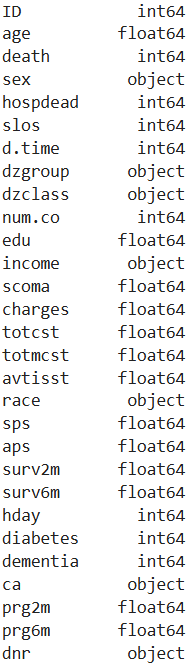 ID int64
age float64
death int64
sex object
hospdead int64
slos int64
d.time int64
dzgroup object
dzclass object
num.co int64
edu float64
income object
scoma float64
charges float64
totcst float64
totmcst float64
avtisst float64
race object
sps float64
aps float64
surv2m float64
surv6m float64
hday int64
diabetes int64
dementia int64
ca object
prg2m float64
prg6m float64
dnr object